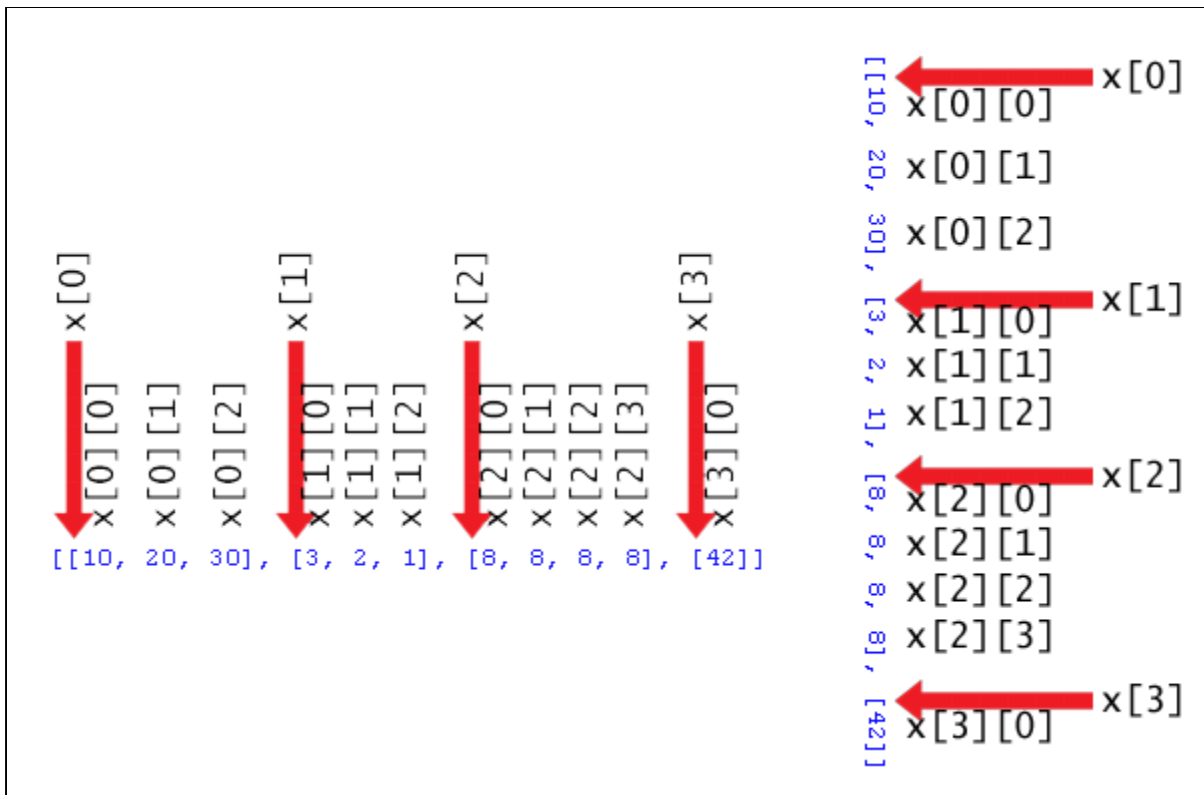 x[0]
x[1]
x[2]
x[3]
x[0][0]
x[0][1]
x[0][2]
x[1][0]
x[1][1]
x[1][2]
x[2][0]
x[2][1]
x[2][2]
x[2][3]
x[3][0]
[[10, 20, 30], [3, 2, 1], [8, 8, 8, 8], [42]]
[[10, 20, 30], [3, 2, 1], [8, 8, 8, 8], [42]]
x[0]
x[0][0]
x[0][1]
x[0][2]
x[1]
x[1][0]
x[1][1]
x[1][2]
x[2]
x[2][0]
x[2][1]
x[2][2]
x[2][3]
x[3]
x[3][0]